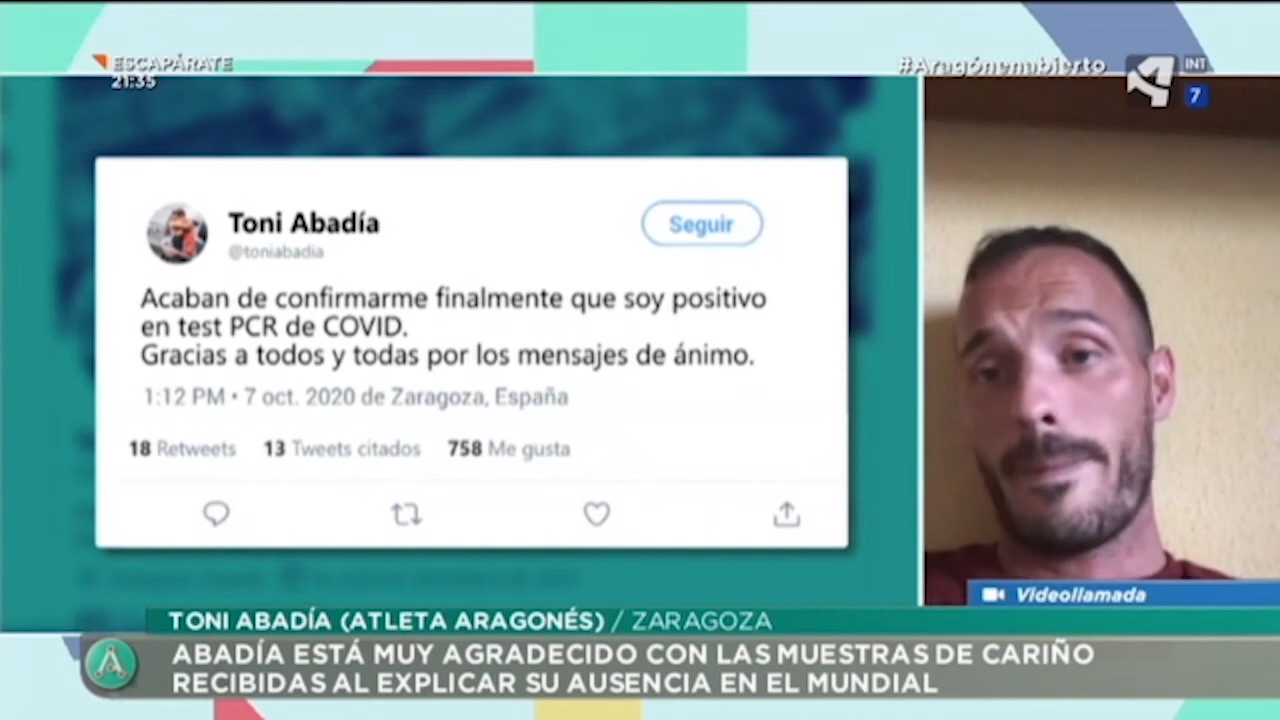 ESCAPÁRATE
21:35
#Aragónenabierto
INT
7
Toni Abadía
@toniabadia
Seguir
Acaban de confirmarme finalmente que soy positivo
en test PCR de COVID.
Gracias a todos y todas por los mensajes de ánimo.
1:12 PM • 7 oct. 2020 de Zaragoza, España
18 Retweets 13 Tweets citados 758 Me gusta
Videollamada
TONI ABADÍA (ATLETA ARAGONÉS) / ZARAGOZA
ABADÍA ESTÁ MUY AGRADECIDO CON LAS MUESTRAS DE CARIÑO
RECIBIDAS AL EXPLICAR SU AUSENCIA EN EL MUNDIAL